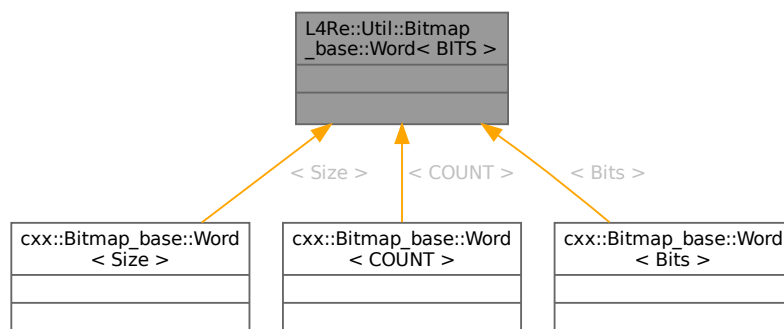 L4Re::Util::Bitmap
_base::Word< BITS >
< Size >
< COUNT >
< Bits >
cxx::Bitmap_base::Word
< Size >
cxx::Bitmap_base::Word
< COUNT >
cxx::Bitmap_base::Word
< Bits >